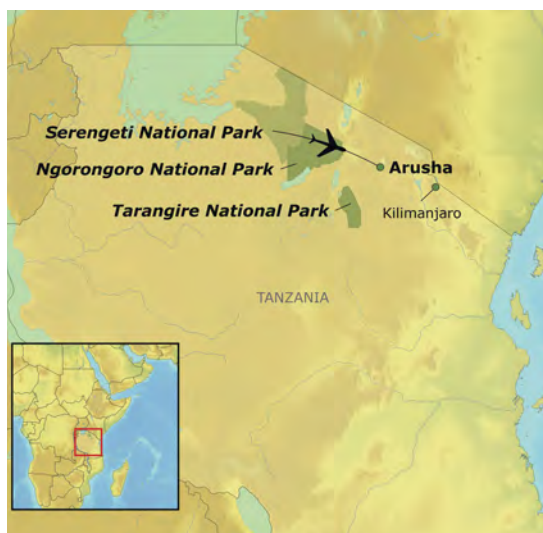 Serengeti National Park
Ngorongoro National Park
Arusha
Tarangire National Park
Kilimanjaro
TANZANIA